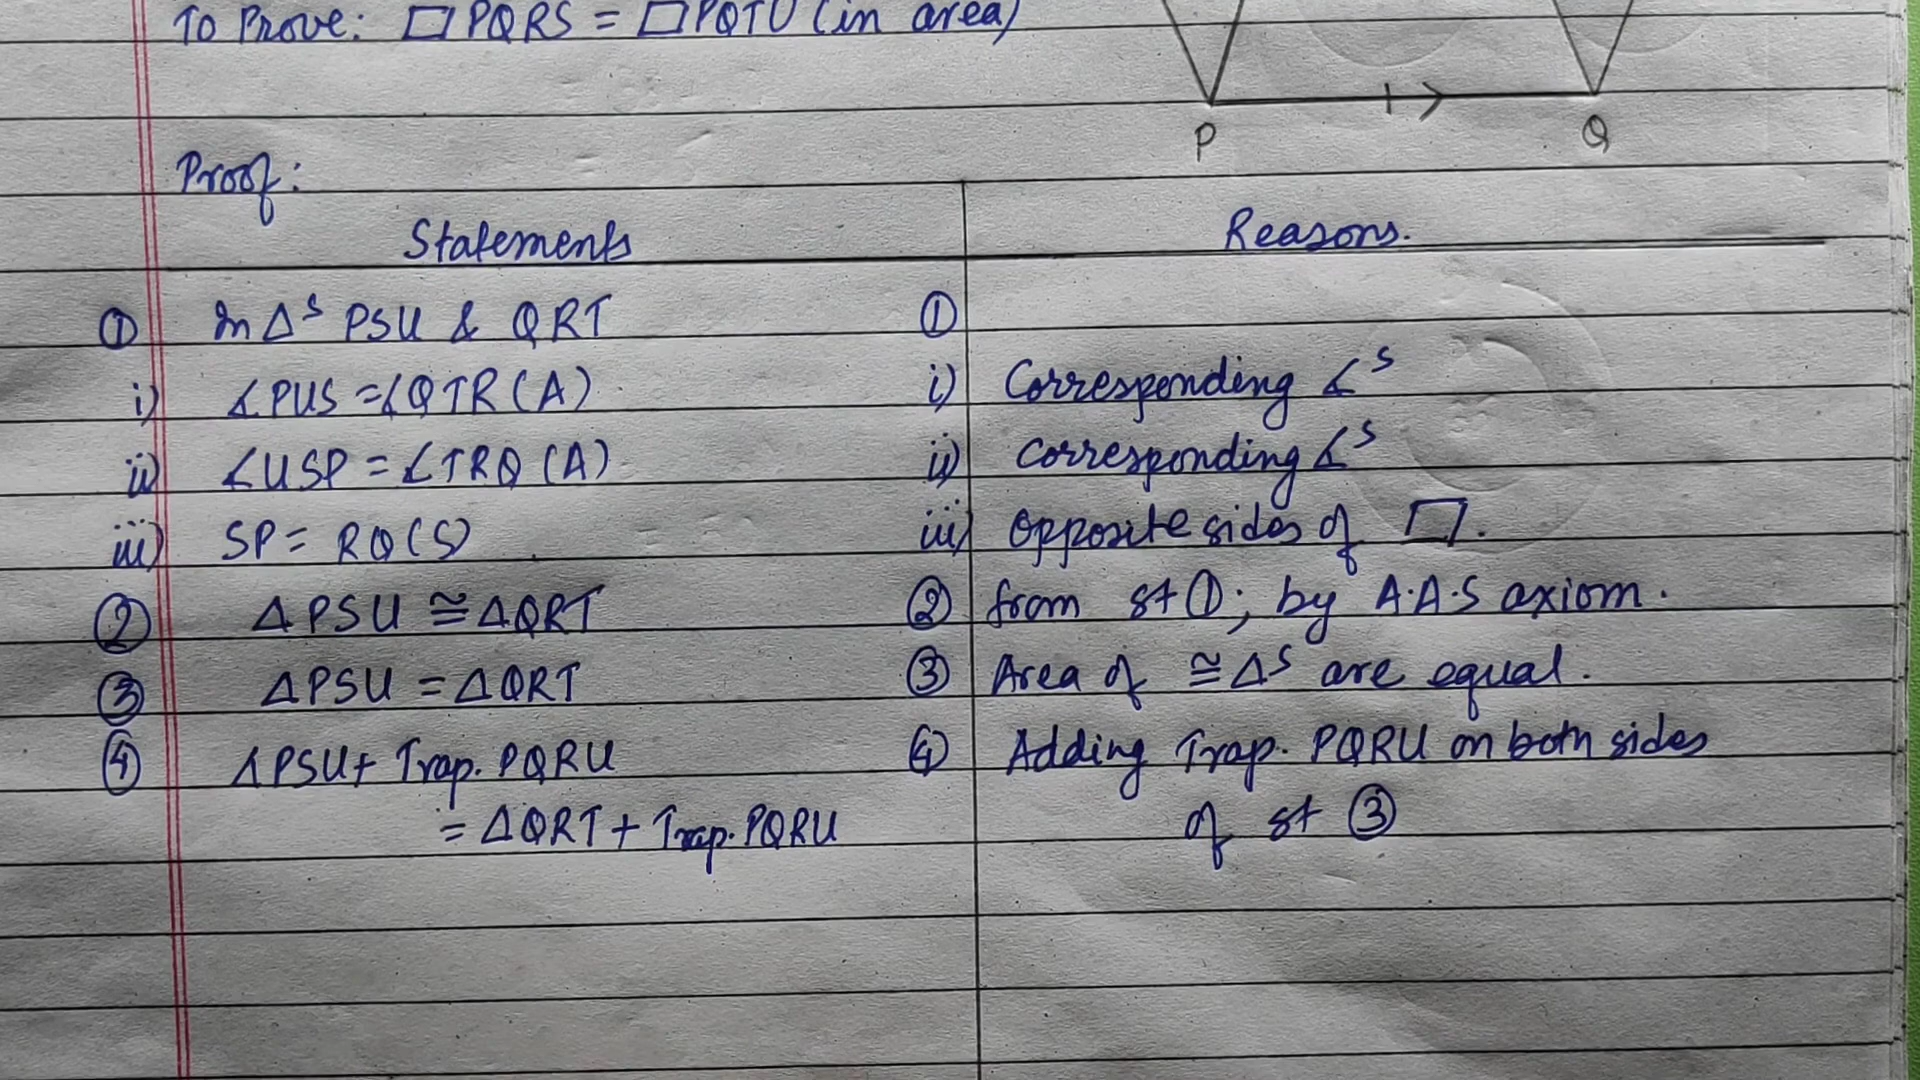 To Prove: ▱PQRS = ▱PQTU (in area)
P Q
Proof:
Statements Reasons.
① In Δˢ PSU & QRT ①
i) ∡PUS = ∡QTR (A) i) Corresponding ∡ˢ
ii) ∡USP = ∡TRQ (A) ii) Corresponding ∡ˢ
iii) SP = RQ (S) iii) Opposite sides of ▱.
② ΔPSU ≅ ΔQRT ② from st ①; by A.A.S axiom.
③ ΔPSU = ΔQRT ③ Area of ≅ Δˢ are equal.
④ ΔPSU + Trap. PQRU ④ Adding Trap. PQRU on both sides
= ΔQRT + Trap. PQRU of st ③